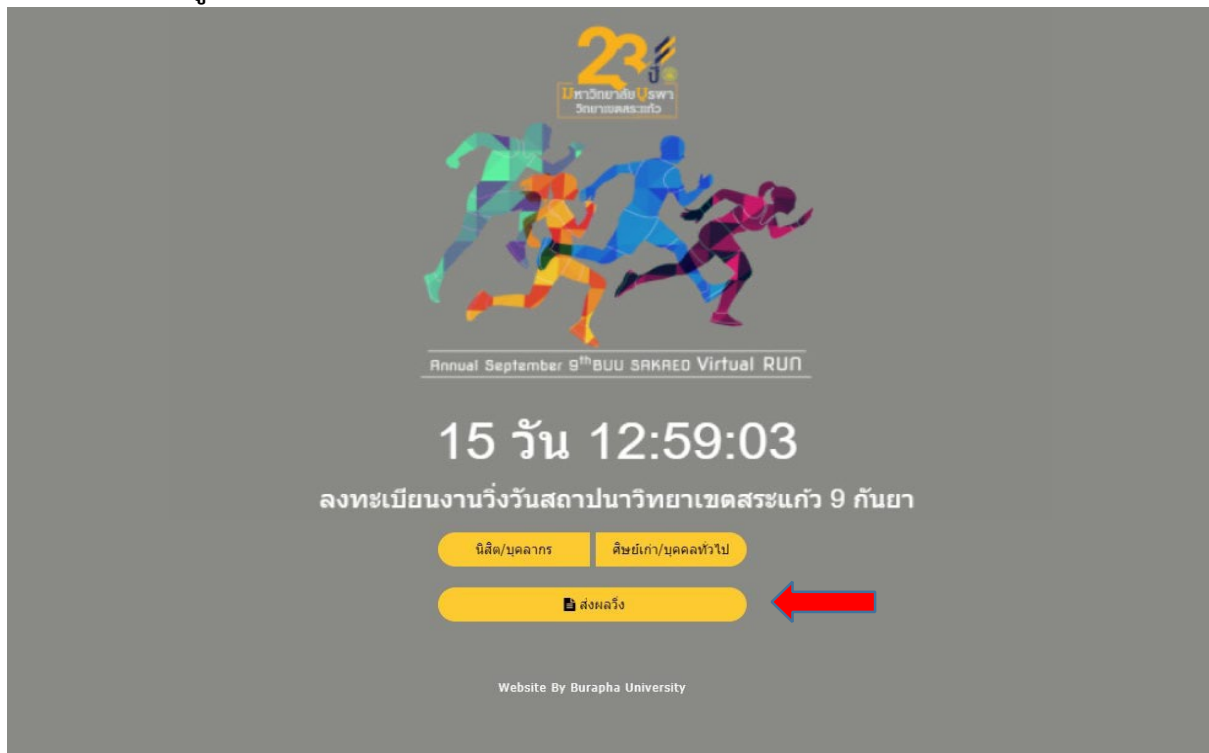 23 ปี
มหาวิทยาลัยบูรพา
วิทยาเขตสระแก้ว
Annual September 9th BUU SAKAEO Virtual RUN
15 วัน 12:59:03
ลงทะเบียนงานวิ่งวันสถาปนาวิทยาเขตสระแก้ว 9 กันยา
นิสิต/บุคลากร ศิษย์เก่า/บุคคลทั่วไป
ส่งผลวิ่ง
Website By Burapha University